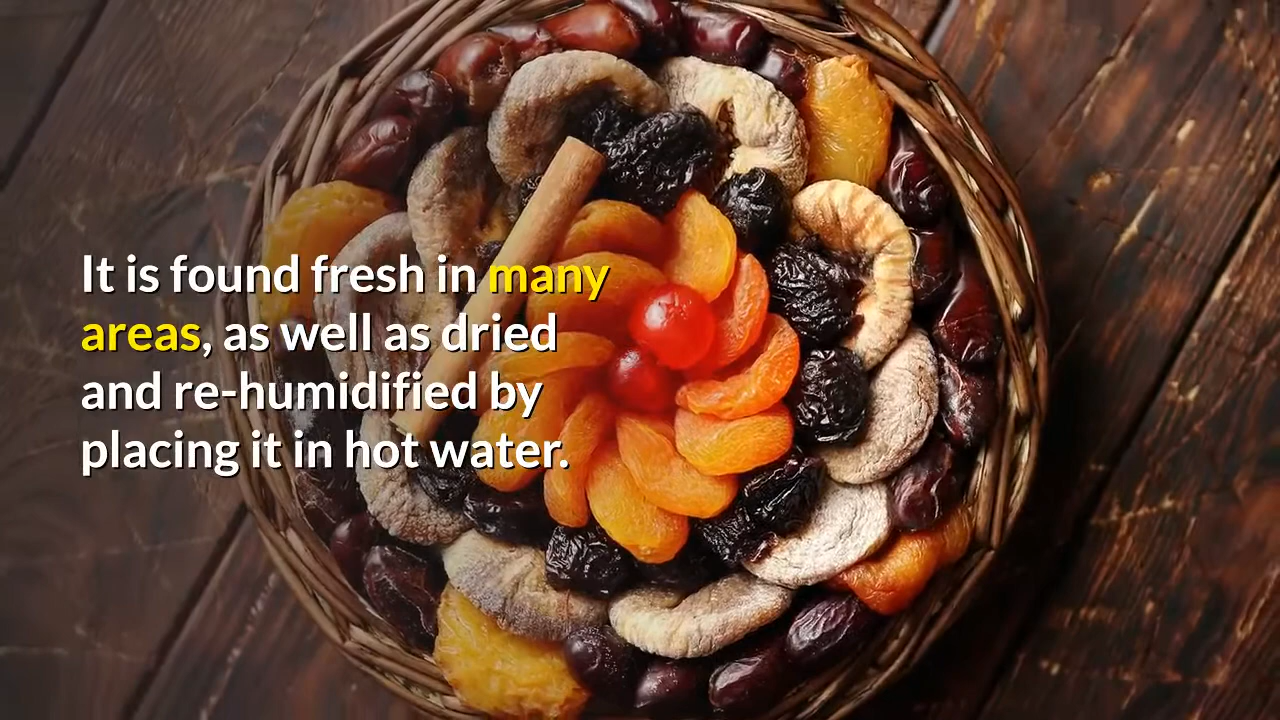 It is found fresh in many
areas, as well as dried
and re-humidified by
placing it in hot water.